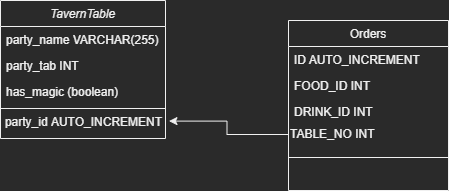 TavernTable
party_name VARCHAR(255)
party_tab INT
has_magic (boolean)
party_id AUTO_INCREMENT
Orders
ID AUTO_INCREMENT
FOOD_ID INT
DRINK_ID INT
TABLE_NO INT